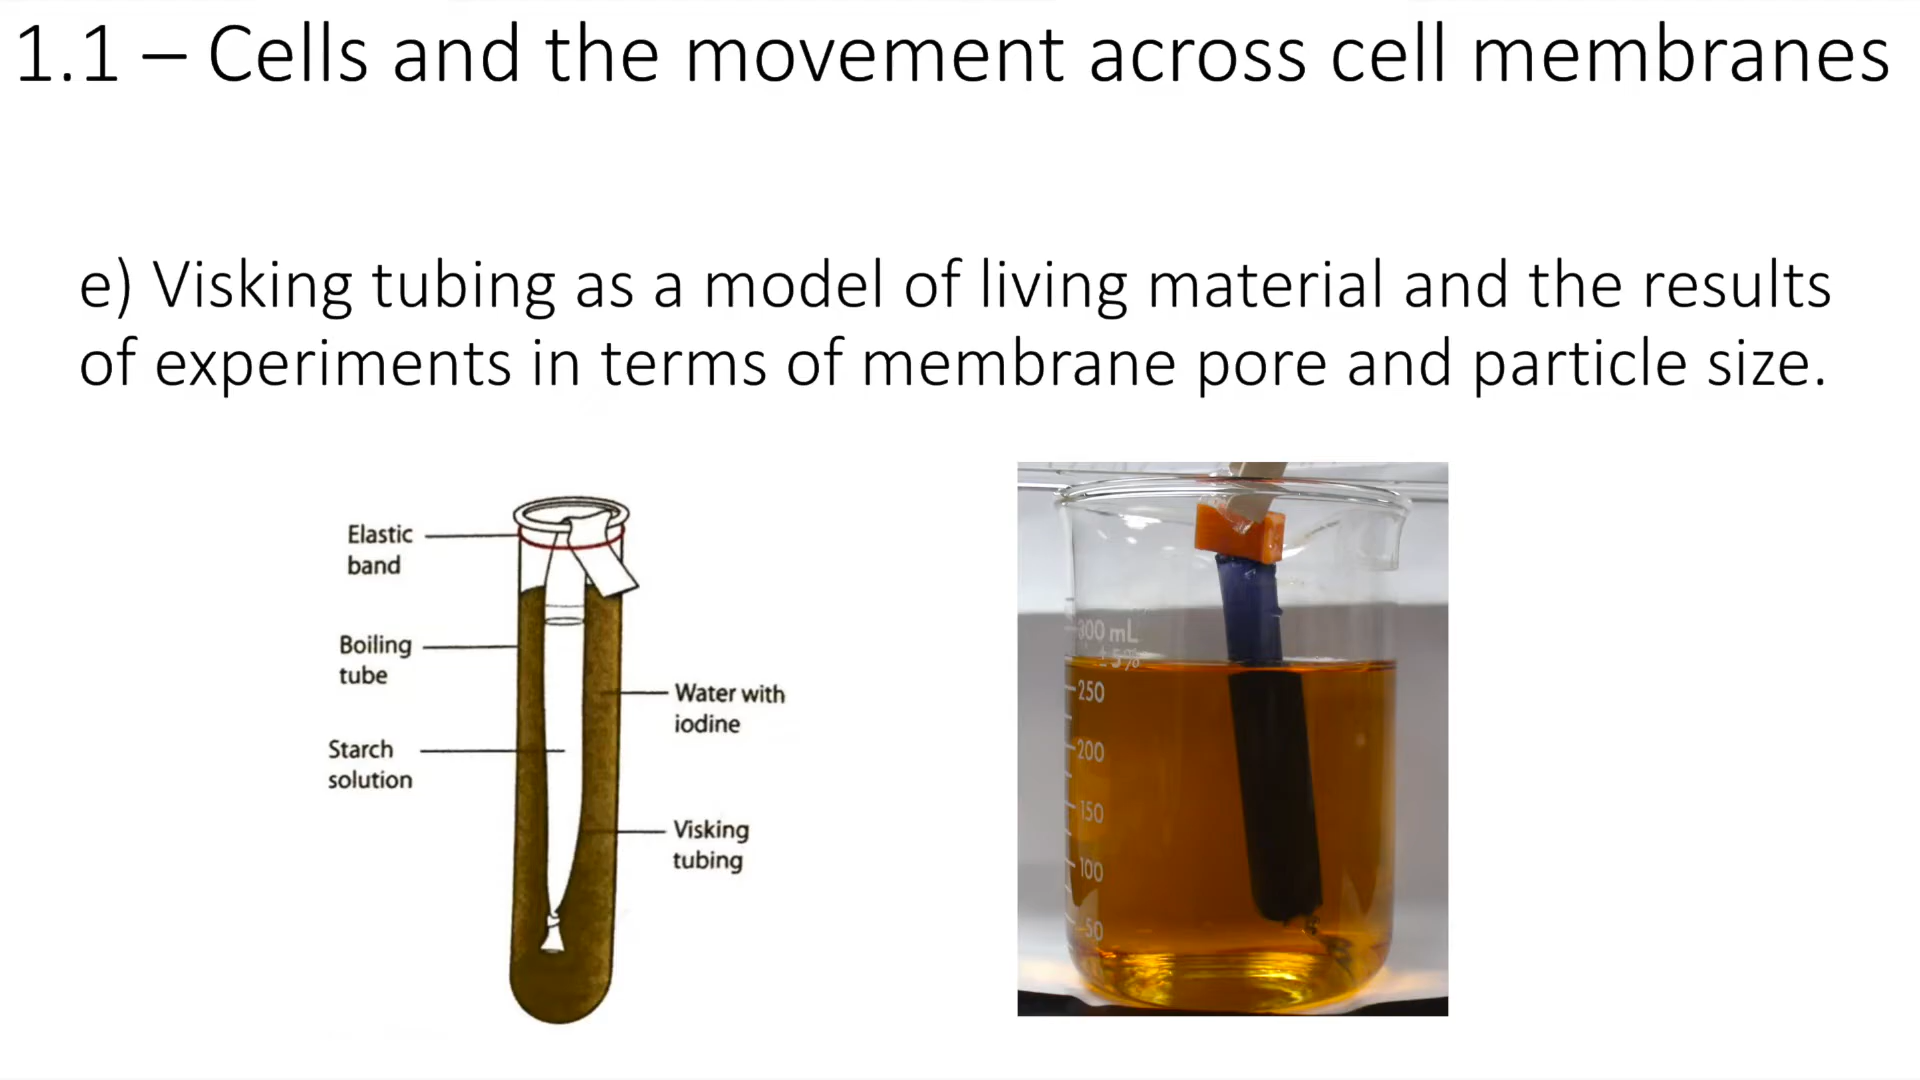 1.1 – Cells and the movement across cell membranes
e) Visking tubing as a model of living material and the results
of experiments in terms of membrane pore and particle size.
Elastic
band
Boiling
tube
Starch
solution
Water with
iodine
Visking
tubing
300 mL
± 5%
250
200
150
100
50